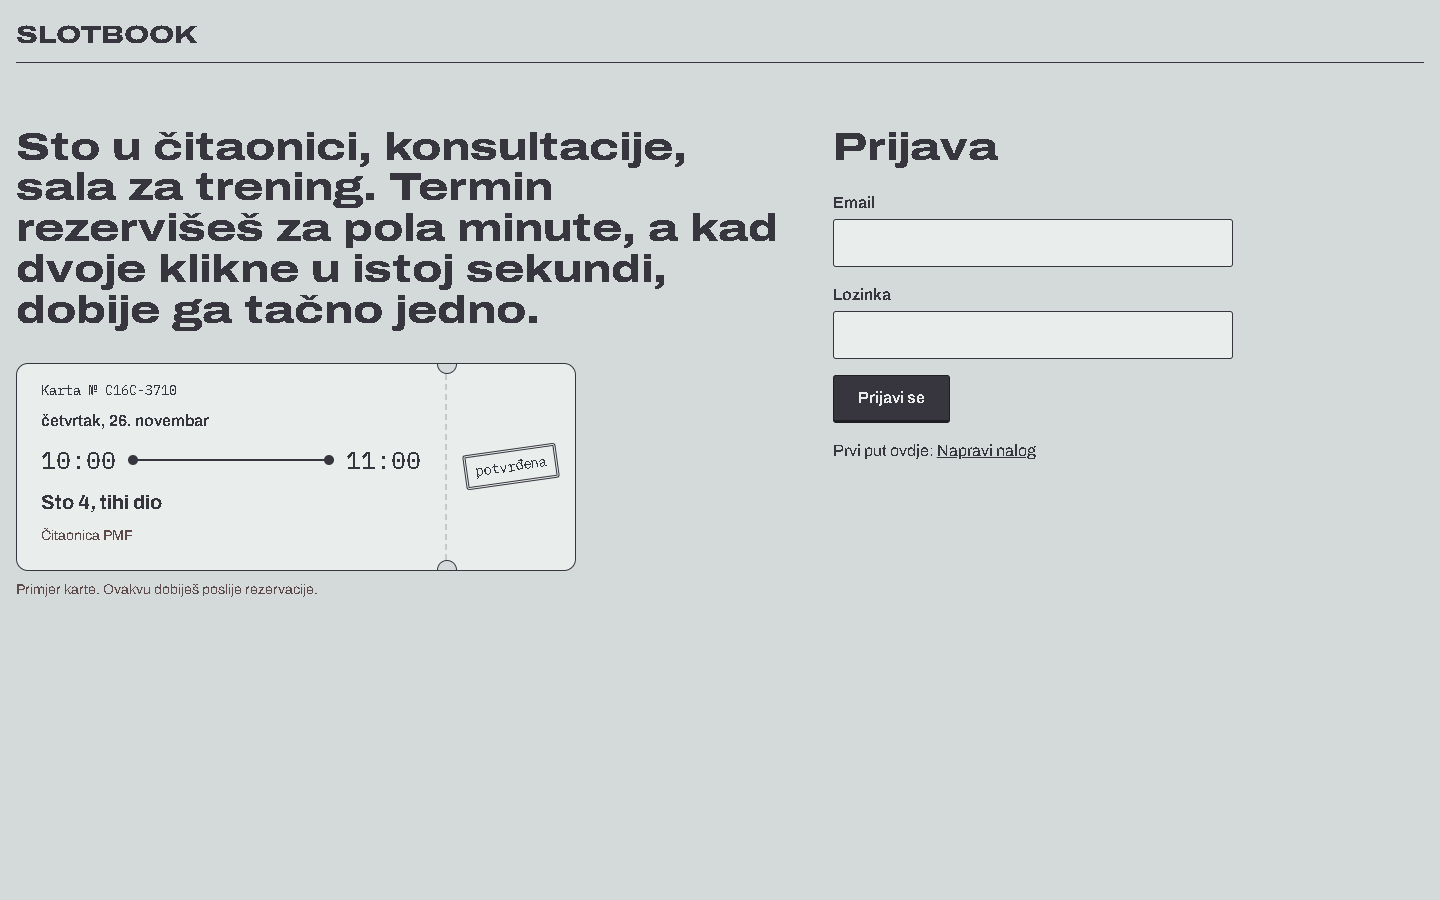 SLOTBOOK
Sto u čitaonici, konsultacije,
sala za trening. Termin
rezervišeš za pola minute, a kad
dvoje klikne u istoj sekundi,
dobije ga tačno jedno.
Karta № C16C-3710
četvrtak, 26. novembar
10:00 11:00
Sto 4, tihi dio
Čitaonica PMF
potvrđena
Primjer karte. Ovakvu dobiješ poslije rezervacije.
Prijava
Email
Lozinka
Prijavi se
Prvi put ovdje: Napravi nalog